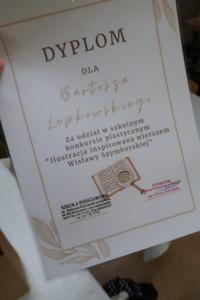 DYPLOM
DLA
Bartosza
Łepkowskiego
Za udział w szkolnym
konkursie plastycznym
"Ilustracja inspirowana wierszem
Wisławy Szymborskiej"
SZKOŁA PODSTAWOWA